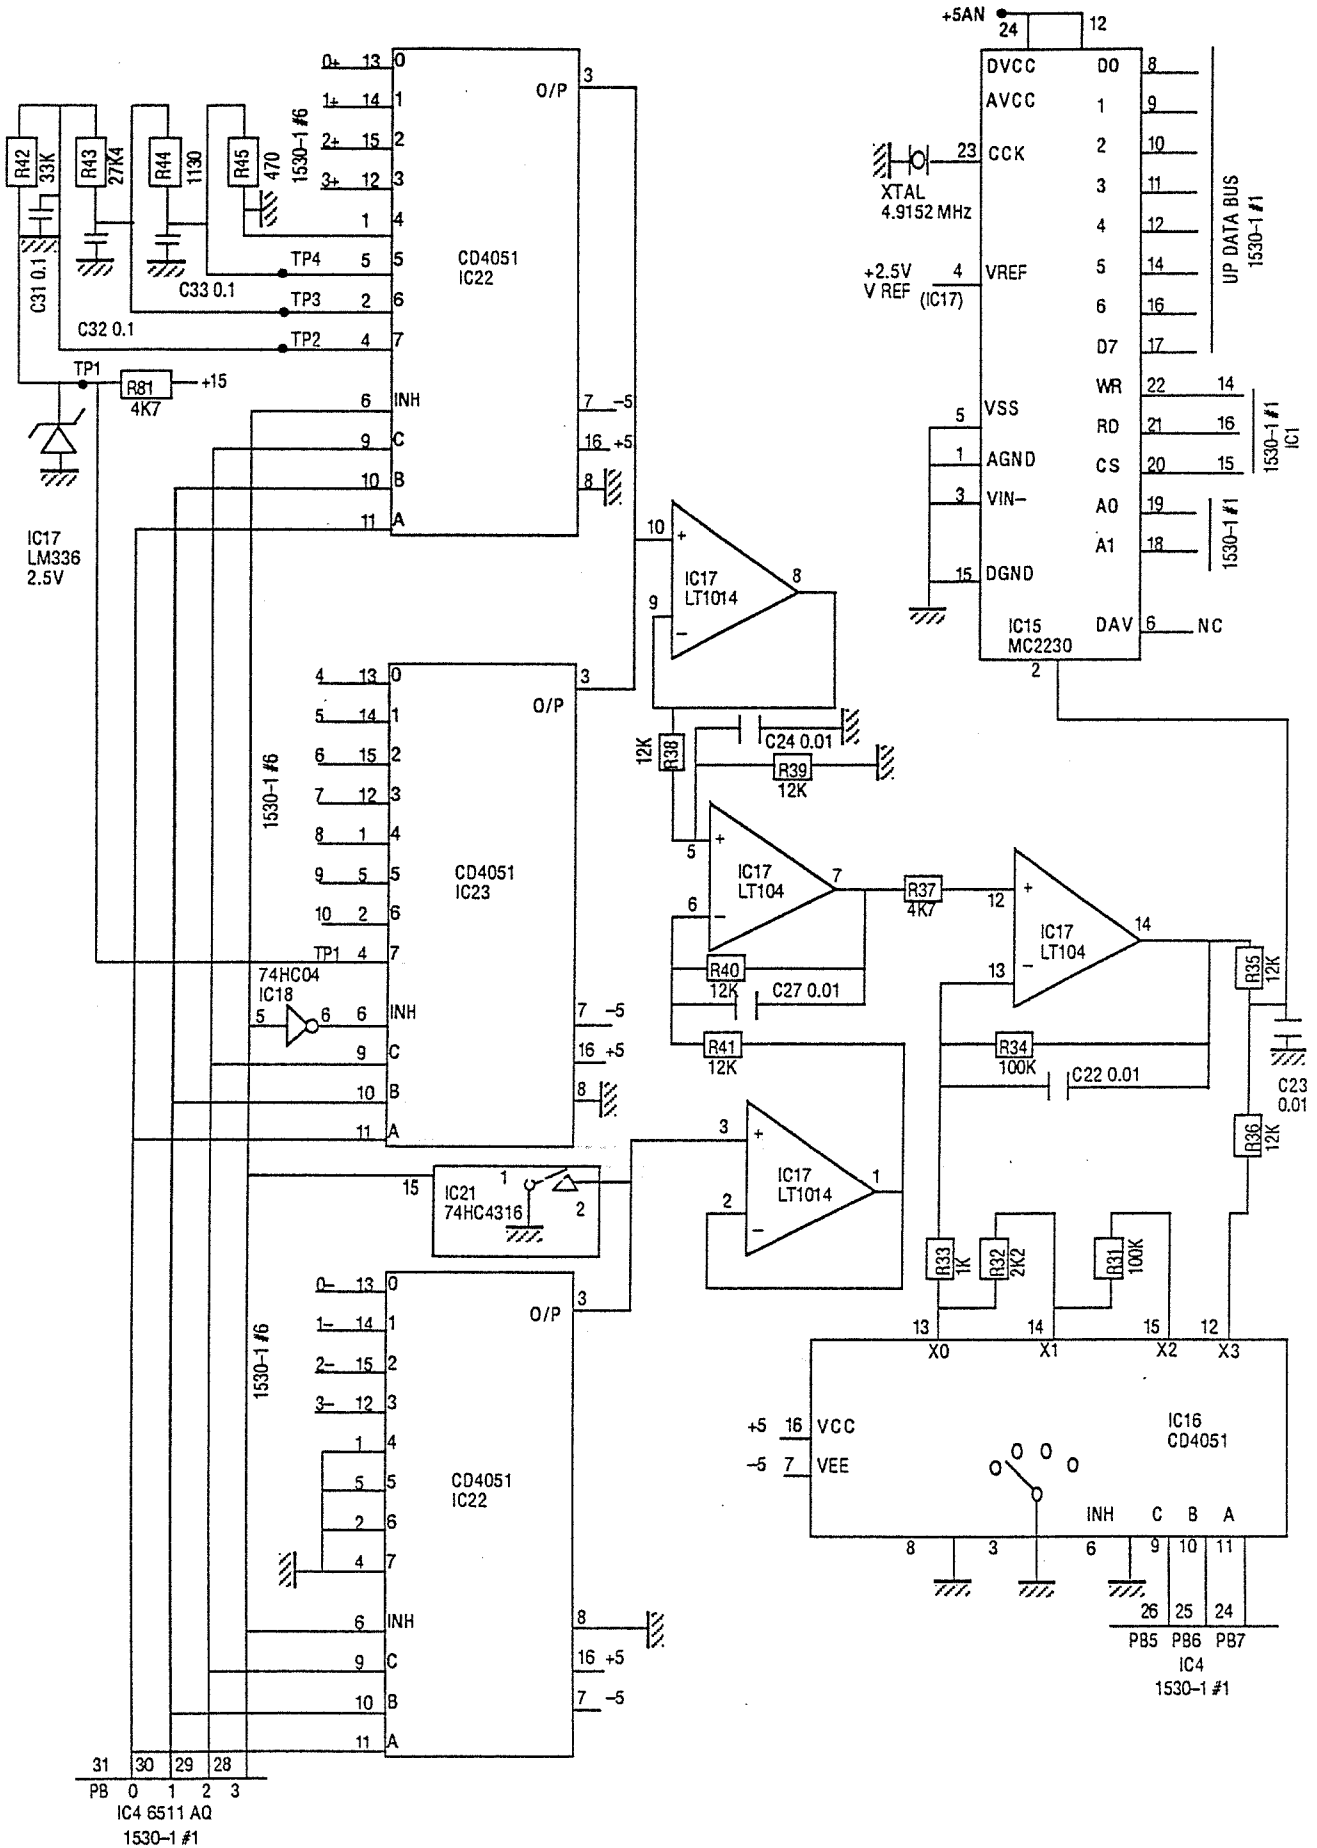 0+ 13 0
1+ 14 1
2+ 15 2
3+ 12 3
1 4
TP4 5 5
TP3 2 6
TP2 4 7
6 INH
9 C
10 B
11 A
O/P 3
CD4051
IC22
7 -5
16 +5
8
1530-1 #6
R42
33K
R43
27K4
R44
1130
R45
470
C31 0.1
C32 0.1
C33 0.1
TP1
R81
4K7
+15
IC17
LM336
2.5V
4 13 0
5 14 1
6 15 2
7 12 3
8 1 4
9 5 5
10 2 6
TP1 4 7
74HC04
IC18
5 6 6 INH
9 C
10 B
11 A
O/P 3
CD4051
IC23
7 -5
16 +5
8
1530-1 #6
15
IC21
74HC4316
1
2
0- 13 0
1- 14 1
2- 15 2
3- 12 3
1 4
5 5
2 6
4 7
6 INH
9 C
10 B
11 A
O/P 3
CD4051
IC22
8
16 +5
7 -5
1530-1 #6
31 30 29 28
PB 0 1 2 3
IC4 6511 AQ
1530-1 #1
10 +
9 -
IC17
LT1014
8
12K
R38
C24 0.01
R39
12K
5 +
6 -
IC17
LT104
7
R37
4K7
R40
12K
C27 0.01
R41
12K
3 +
2 -
IC17
LT1014
1
12 +
13 -
IC17
LT104
14
R34
100K
C22 0.01
R35
12K
C23
0.01
R36
12K
R33
1K
R32
2K2
R31
100K
13 14 15 12
X0 X1 X2 X3
+5 16 VCC
-5 7 VEE
IC16
CD4051
INH C B A
8 3 6 9 10 11
26 25 24
PB5 PB6 PB7
IC4
1530-1 #1
+5AN
24 12
DVCC
AVCC
23 CCK
XTAL
4.9152 MHz
+2.5V
V REF
(IC17)
4 VREF
5 VSS
1 AGND
3 VIN-
15 DGND
IC15
MC2230
2
D0 8
1 9
2 10
3 11
4 12
5 14
6 16
D7 17
WR 22 14
RD 21 16
CS 20 15
A0 19
A1 18
DAV 6 NC
UP DATA BUS
1530-1 #1
1530-1 #1
IC1
1530-1 #1